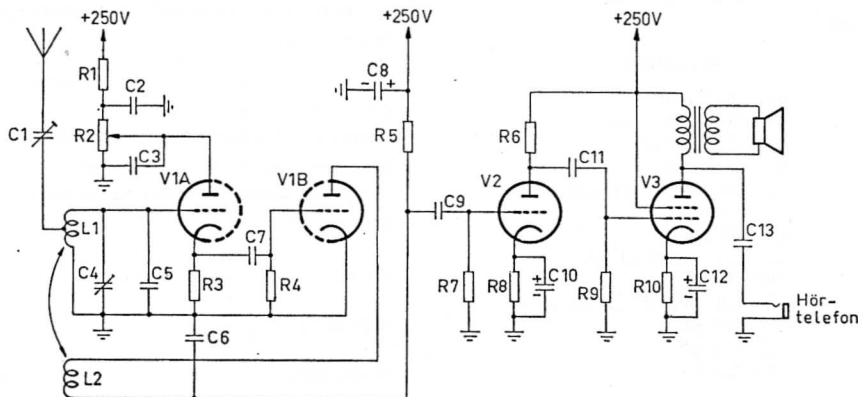 +250V
+250V
+250V
R1
C2
C8
- +
C1
R2
R5
R6
C3
C11
V1A
V1B
V2
V3
C9
L1
C7
C13
C4
C5
R3
R4
R7
R8
+
-
C10
R9
R10
+
-
C12
Hör-
telefon
C6
L2